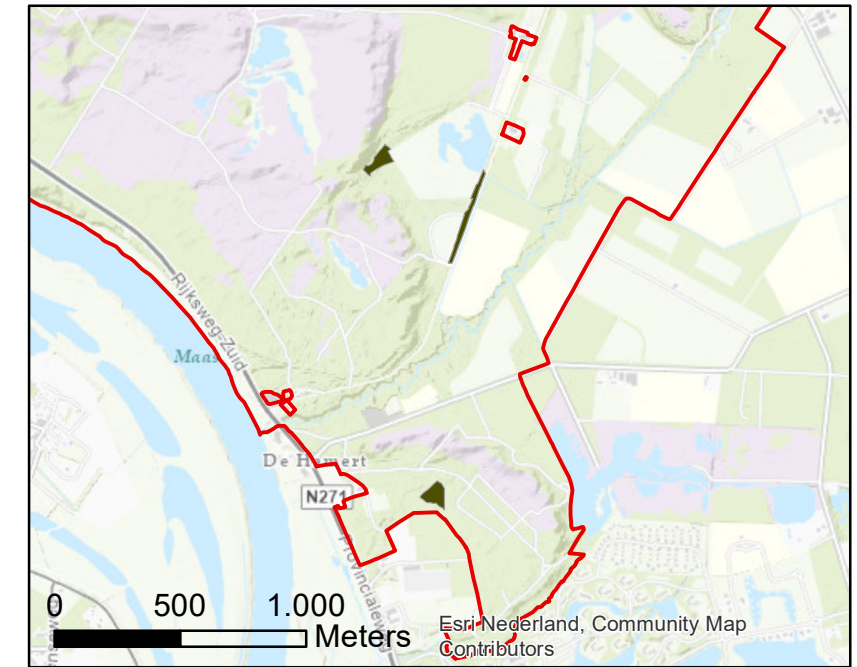 Rijksweg-Zuid
Maas
De Hamert
N271
Provincialeweg
0 500 1.000
Meters
Esri Nederland, Community Map
Contributors